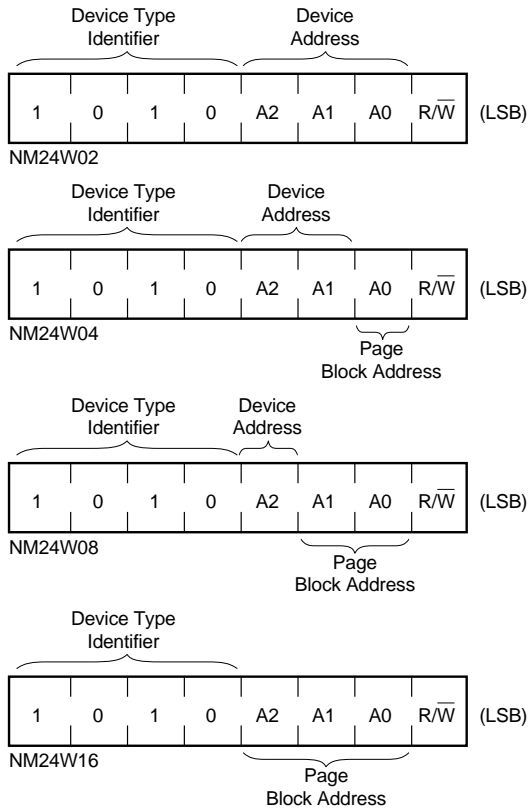 Device Type Device
Identifier Address
1 0 1 0 A2 A1 A0 R/W̅ (LSB)
NM24W02
Device Type Device
Identifier Address
1 0 1 0 A2 A1 A0 R/W̅ (LSB)
NM24W04
Page
Block Address
Device Type Device
Identifier Address
1 0 1 0 A2 A1 A0 R/W̅ (LSB)
NM24W08
Page
Block Address
Device Type
Identifier
1 0 1 0 A2 A1 A0 R/W̅ (LSB)
NM24W16
Page
Block Address